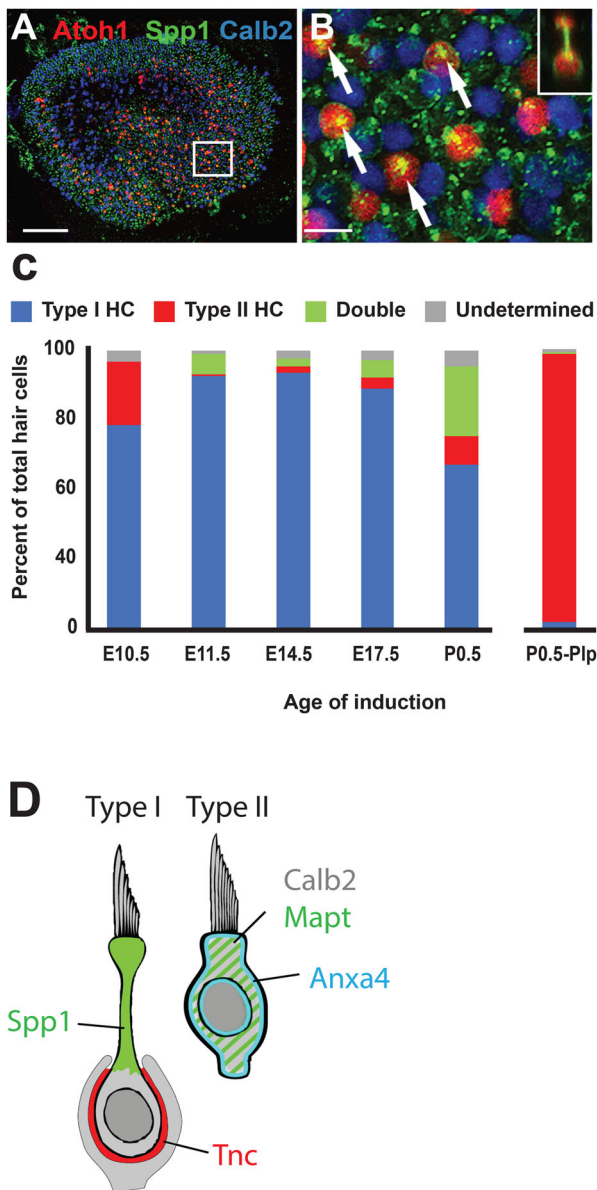 A Atoh1 Spp1 Calb2
B
C
Type I HC Type II HC Double Undetermined
Percent of total hair cells
100
80
60
40
20
0
E10.5 E11.5 E14.5 E17.5 P0.5 P0.5-Plp
Age of induction
D
Type I Type II
Calb2
Mapt
Anxa4
Spp1
Tnc